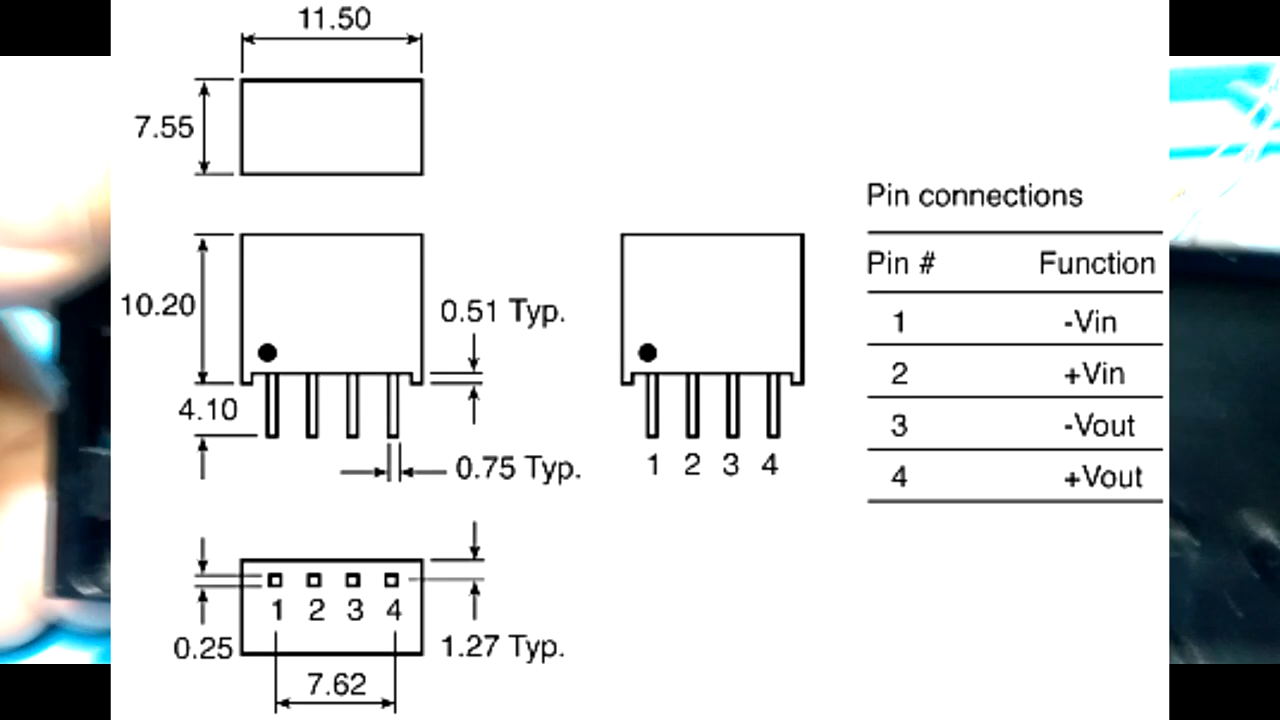 11.50
7.55
10.20
0.51 Typ.
4.10
0.75 Typ.
1 2 3 4
1 2 3 4
0.25
1.27 Typ.
7.62
Pin connections
Pin # Function
1 -Vin
2 +Vin
3 -Vout
4 +Vout